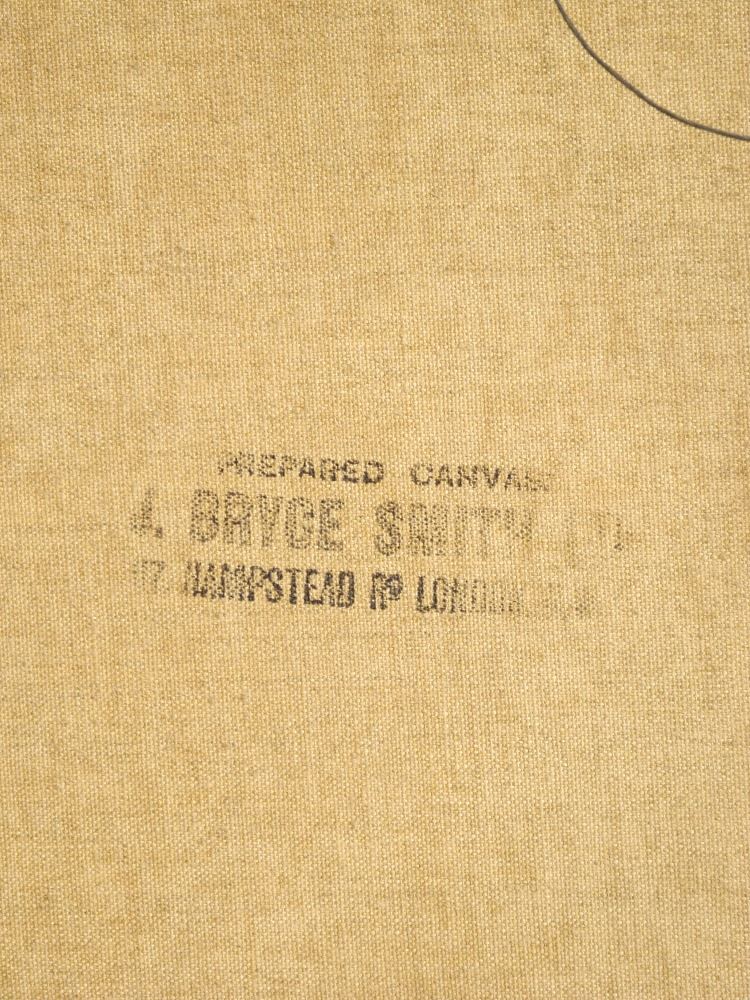 PREPARED CANVAS
J. BRYCE SMITH
HAMPSTEAD RD LONDON